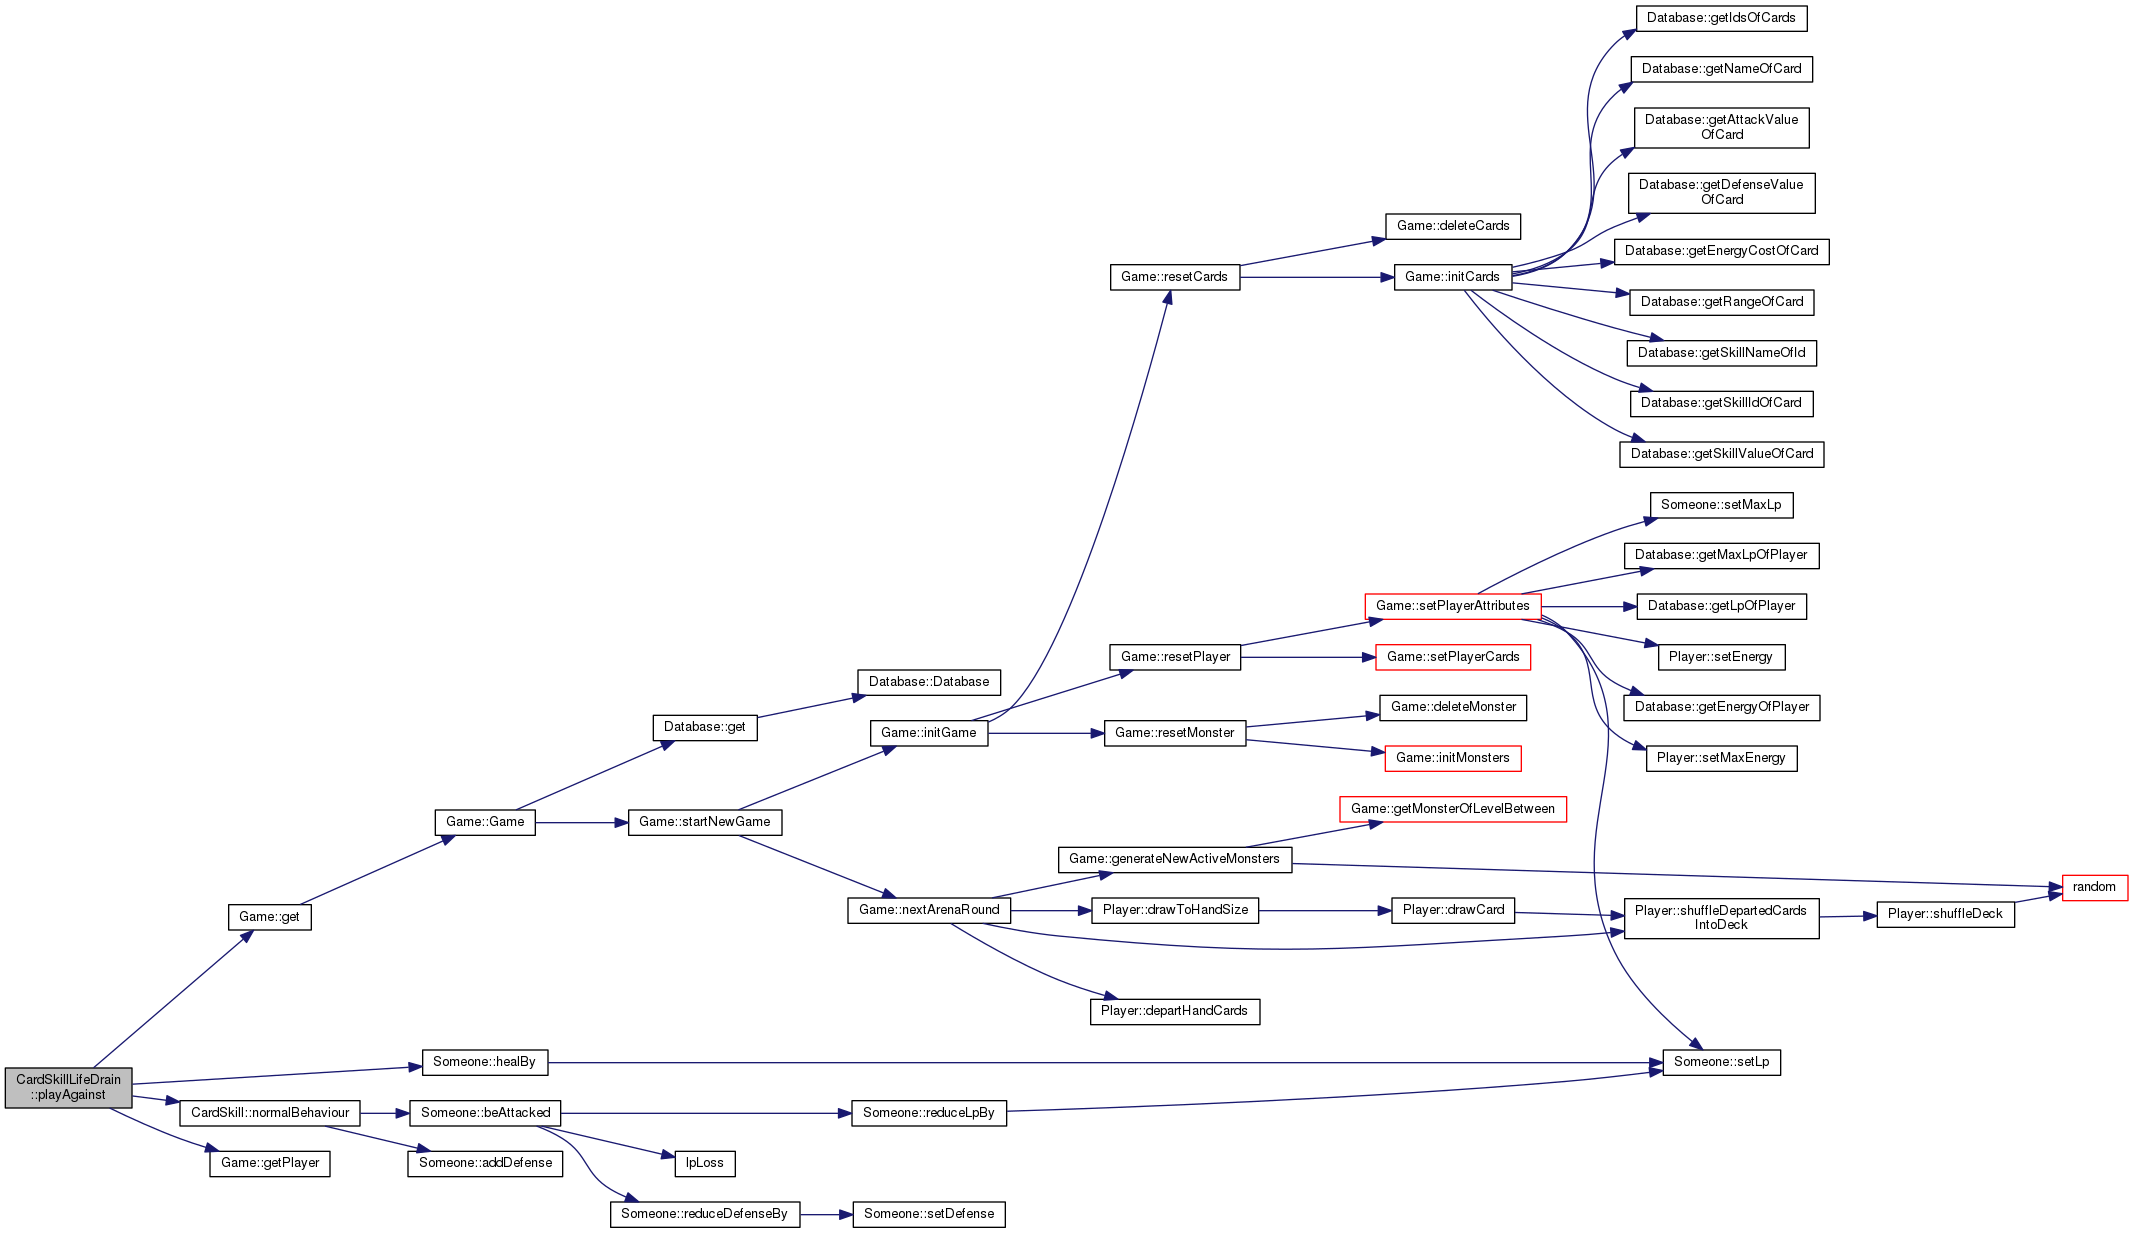 Database::getIdsOfCards
Database::getNameOfCard
Database::getAttackValue
OfCard
Database::getDefenseValue
OfCard
Game::deleteCards
Database::getEnergyCostOfCard
Game::resetCards
Game::initCards
Database::getRangeOfCard
Database::getSkillNameOfId
Database::getSkillIdOfCard
Database::getSkillValueOfCard
Someone::setMaxLp
Database::getMaxLpOfPlayer
Game::setPlayerAttributes
Database::getLpOfPlayer
Game::resetPlayer
Game::setPlayerCards
Player::setEnergy
Database::Database
Game::deleteMonster
Database::getEnergyOfPlayer
Database::get
Game::initGame
Game::resetMonster
Game::initMonsters
Player::setMaxEnergy
Game::Game
Game::startNewGame
Game::getMonsterOfLevelBetween
Game::generateNewActiveMonsters
random
Game::get
Game::nextArenaRound
Player::drawToHandSize
Player::drawCard
Player::shuffleDepartedCards
IntoDeck
Player::shuffleDeck
Player::departHandCards
Someone::healBy
Someone::setLp
CardSkillLifeDrain
::playAgainst
CardSkill::normalBehaviour
Someone::beAttacked
Someone::reduceLpBy
Game::getPlayer
Someone::addDefense
lpLoss
Someone::reduceDefenseBy
Someone::setDefense